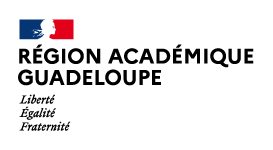 RÉGION ACADÉMIQUE
GUADELOUPE
Liberté
Égalité
Fraternité